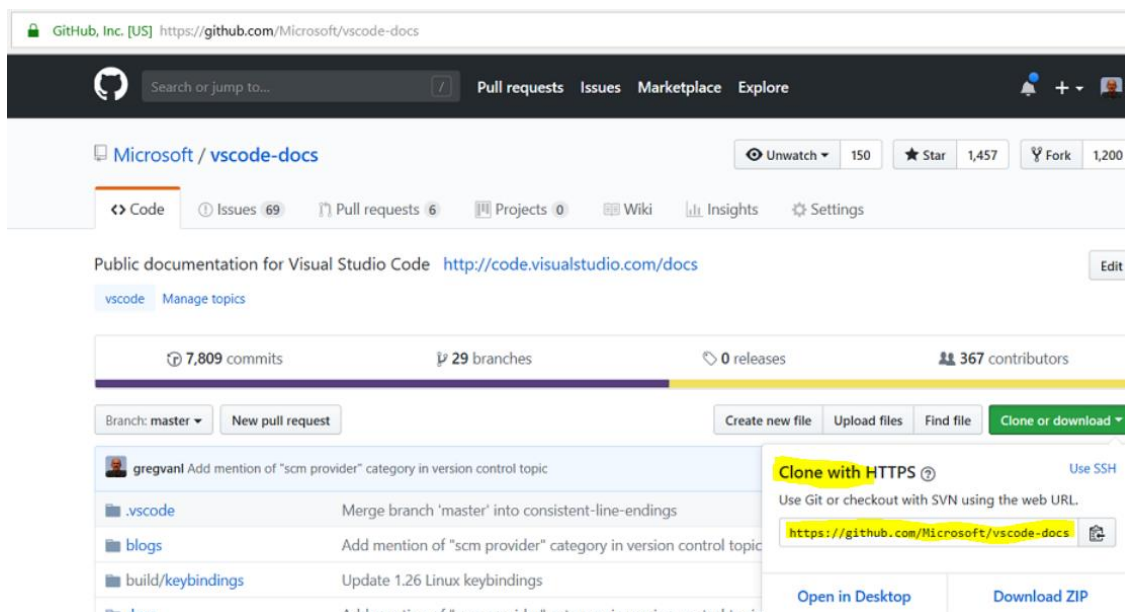 GitHub, Inc. [US] https://github.com/Microsoft/vscode-docs
Search or jump to... / Pull requests Issues Marketplace Explore
Microsoft / vscode-docs Unwatch 150 Star 1,457 Fork 1,200
Code Issues 69 Pull requests 6 Projects 0 Wiki Insights Settings
Public documentation for Visual Studio Code http://code.visualstudio.com/docs Edit
vscode Manage topics
7,809 commits 29 branches 0 releases 367 contributors
Branch: master New pull request Create new file Upload files Find file Clone or download
gregvanl Add mention of "scm provider" category in version control topic
.vscode Merge branch 'master' into consistent-line-endings
blogs Add mention of "scm provider" category in version control topic
build/keybindings Update 1.26 Linux keybindings
Clone with HTTPS ? Use SSH
Use Git or checkout with SVN using the web URL.
https://github.com/Microsoft/vscode-docs
Open in Desktop Download ZIP